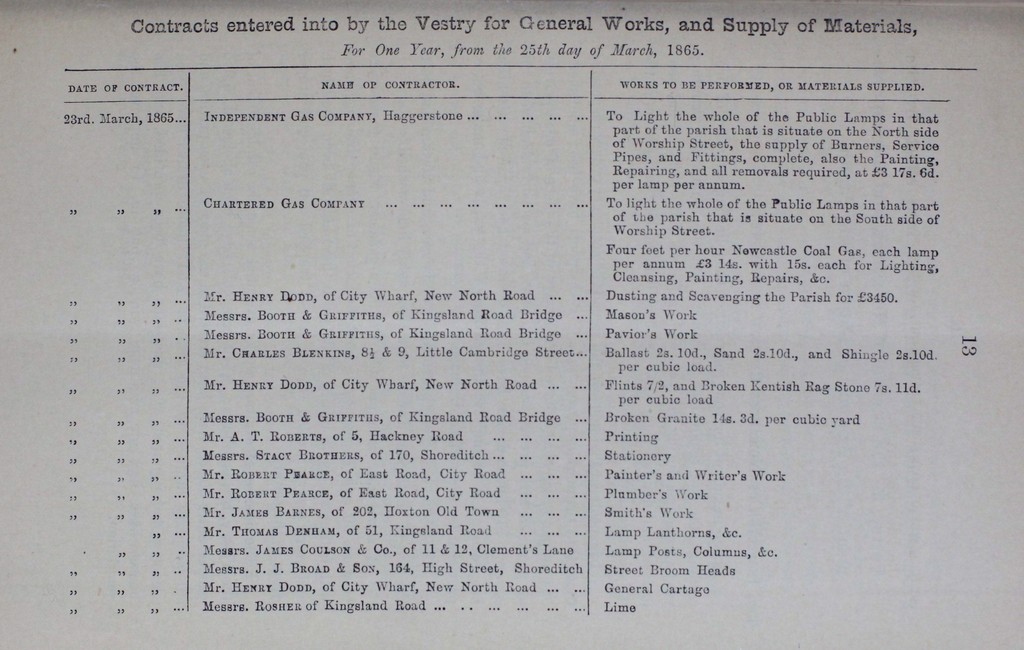 Contracts entered into by the Vestry for General Works, and Supply of Materials,
For One Year, from the 25th day of March, 1865.
DATE OF CONTRACT. NAME OF CONTRACTOR. WORKS TO BE PERFORMED, OR MATERIALS SUPPLIED.
23rd. March, 1865... INDEPENDENT GAS COMPANY, Haggerstone ... ... ... ... ... To Light the whole of the Public Lamps in that
part of the parish that is situate on the North side
of Worship Street, the supply of Burners, Service
Pipes, and Fittings, complete, also the Painting,
Repairing, and all removals required, at £3 17s. 6d.
per lamp per annum.
„ „ „ ... CHARTERED GAS COMPANY ... ... ... ... ... ... ... ... To light the whole of the Public Lamps in that part
of the parish that is situate on the South side of
Worship Street.
Four feet per hour Newcastle Coal Gas, each lamp
per annum £3 14s. with 15s. each for Lighting,
Cleansing, Painting, Repairs, &c.
„ „ „ ... Mr. HENRY DODD, of City Wharf, New North Road ... ... Dusting and Scavenging the Parish for £3450.
„ „ „ .. Messrs. BOOTH & GRIFFITHS, of Kingsland Road Bridge ... Mason's Work
„ „ „ .. Messrs. BOOTH & GRIFFITHS, of Kingsland Road Bridge ... Pavior's Work
„ „ „ ... Mr. CHARLES BLENKINS, 8½ & 9, Little Cambridge Street... Ballast 2s. 10d., Sand 2s.10d., and Shingle 2s.10d.
per cubic load.
„ „ „ ... Mr. HENRY DODD, of City Wharf, New North Road ... ... Flints 7/2, and Broken Kentish Rag Stone 7s. 11d.
per cubic load
„ „ „ ... Messrs. BOOTH & GRIFFITHS, of Kingsland Road Bridge ... Broken Granite 14s. 3d. per cubic yard
„ „ „ ... Mr. A. T. ROBERTS, of 5, Hackney Road ... ... ... ... Printing
„ „ „ ... Messrs. STACY BROTHERS, of 170, Shoreditch ... ... ... ... Stationery
„ „ „ ... Mr. ROBERT PEARCE, of East Road, City Road ... ... ... Painter's and Writer's Work
„ „ „ ... Mr. ROBERT PEARCE, of East Road, City Road ... ... ... Plumber's Work
„ „ „ ... Mr. JAMES BARNES, of 202, Hoxton Old Town ... ... ... Smith's Work
„ ... Mr. THOMAS DENHAM, of 51, Kingsland Road ... ... ... Lamp Lanthorns, &c.
„ „ .. Messrs. JAMES COULSON & Co., of 11 & 12, Clement's Lane Lamp Posts, Columns, &c.
„ „ „ .. Messrs. J. J. BROAD & SON, 164, High Street, Shoreditch Street Broom Heads
„ „ „ . Mr. HENRY DODD, of City Wharf, New North Road ... ... General Cartage
„ „ „ ... Messrs. ROSHER of Kingsland Road ... .. ... ... ... ... Lime
13